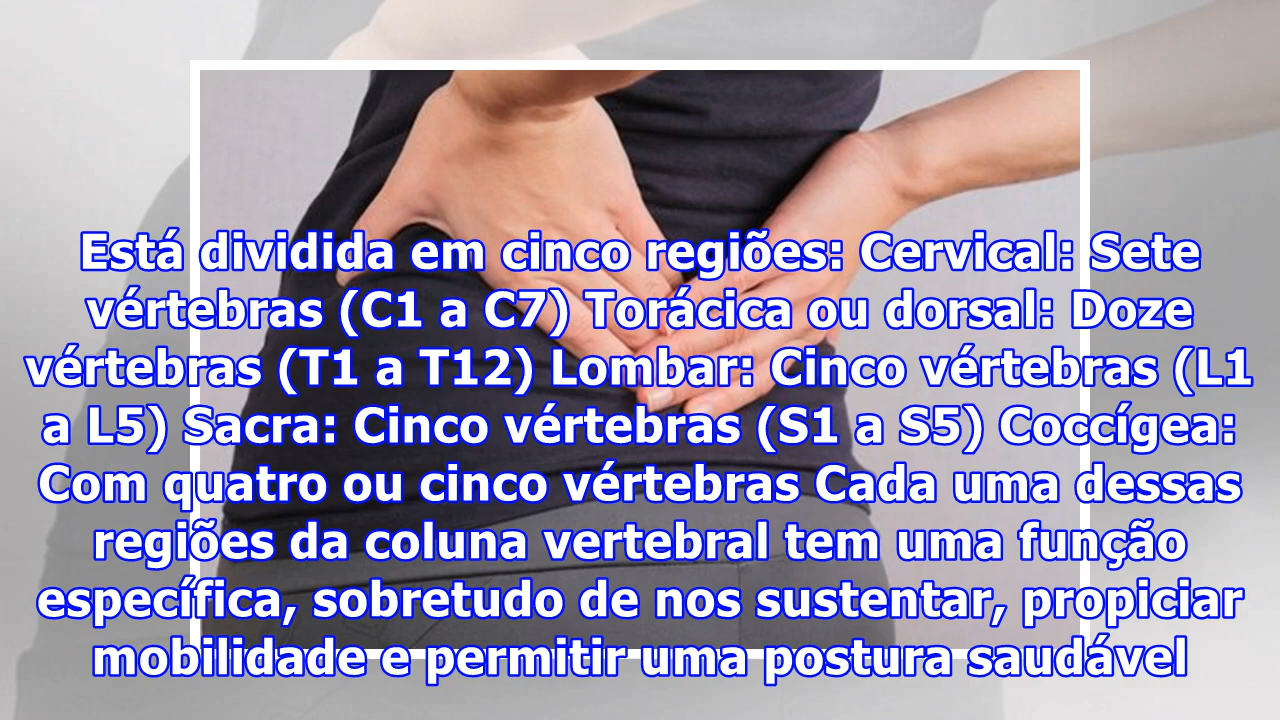 Está dividida em cinco regiões: Cervical: Sete
vértebras (C1 a C7) Torácica ou dorsal: Doze
vértebras (T1 a T12) Lombar: Cinco vértebras (L1
a L5) Sacra: Cinco vértebras (S1 a S5) Coccígea:
Com quatro ou cinco vértebras Cada uma dessas
regiões da coluna vertebral tem uma função
específica, sobretudo de nos sustentar, propiciar
mobilidade e permitir uma postura saudável